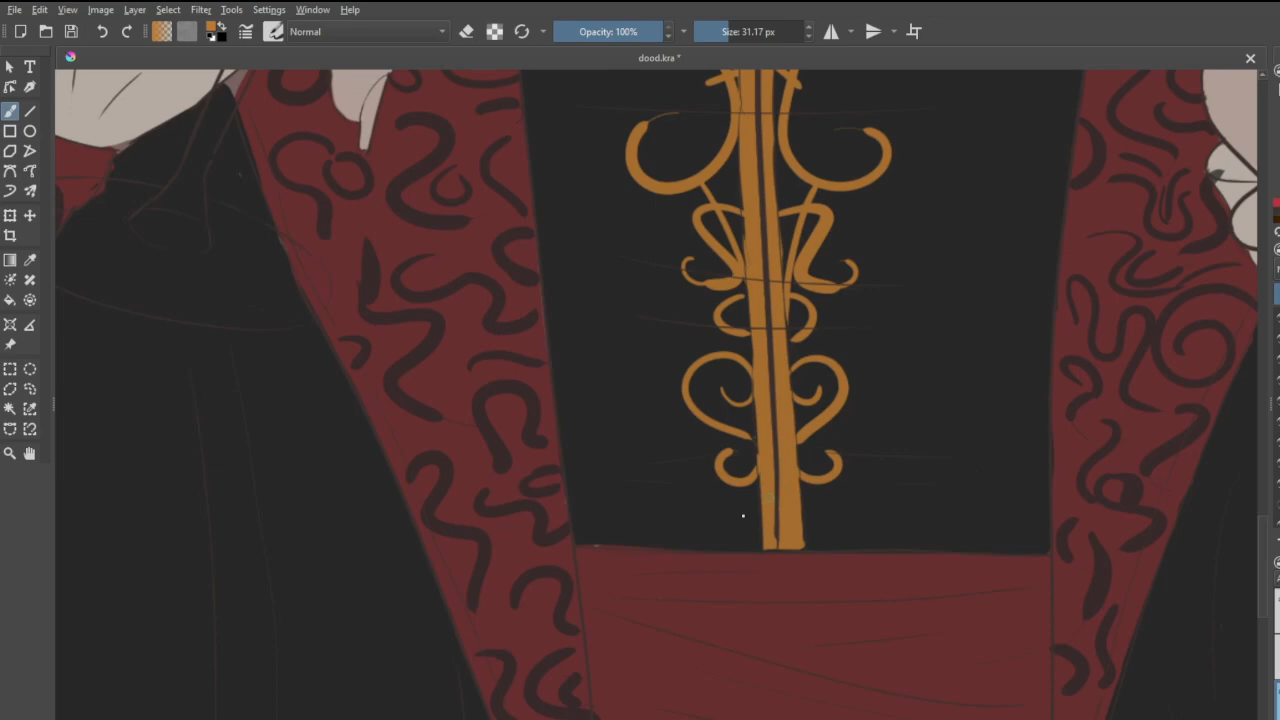 File Edit View Image Layer Select Filter Tools Settings Window Help
Normal Opacity: 100% Size: 31.17 px
dood.kra *